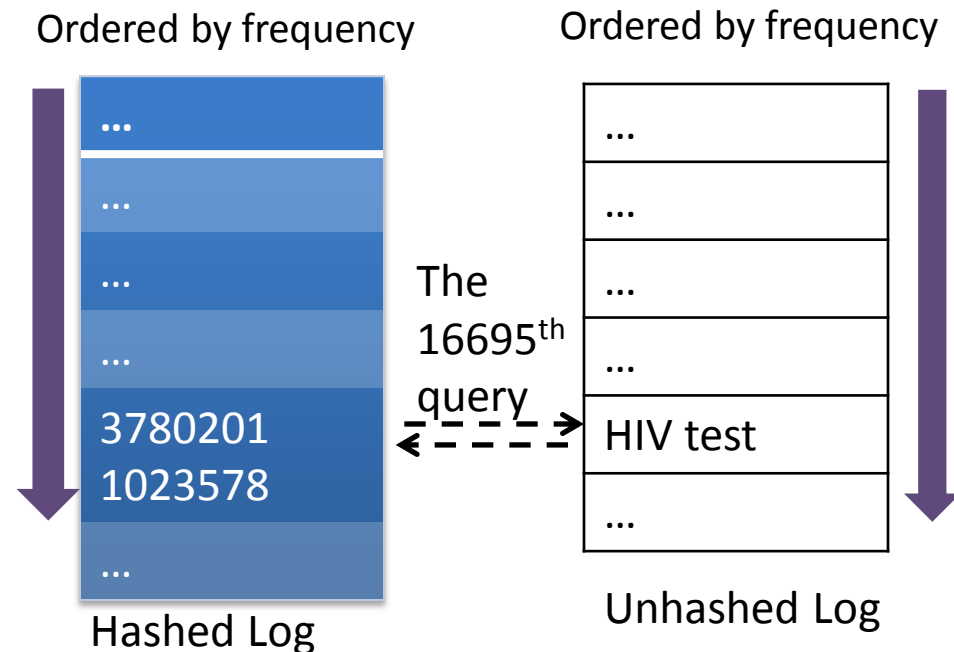 Ordered by frequency
Ordered by frequency
...
...
...
...
3780201
1023578
...
The
16695th
query
...
...
...
...
HIV test
...
Hashed Log
Unhashed Log